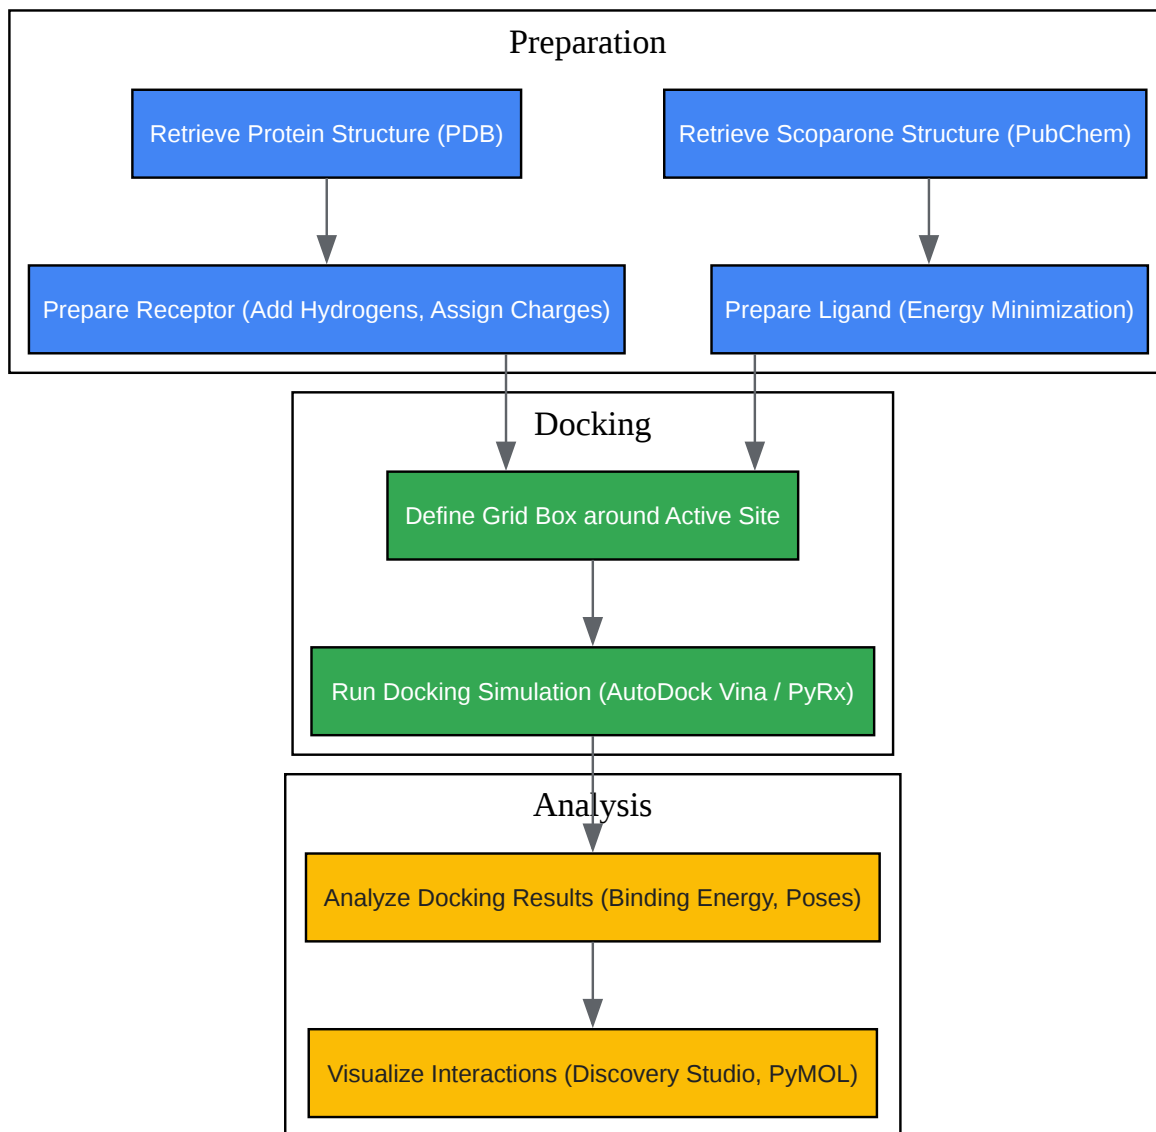 Preparation
Retrieve Protein Structure (PDB)
Retrieve Scoparone Structure (PubChem)
Prepare Receptor (Add Hydrogens, Assign Charges)
Prepare Ligand (Energy Minimization)
Docking
Define Grid Box around Active Site
Run Docking Simulation (AutoDock Vina / PyRx)
Analysis
Analyze Docking Results (Binding Energy, Poses)
Visualize Interactions (Discovery Studio, PyMOL)